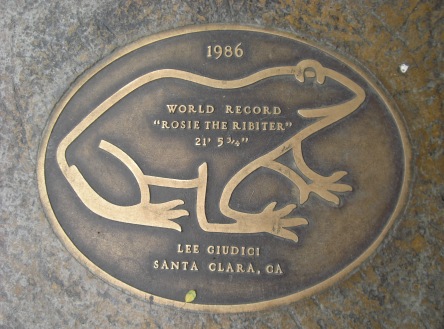 1986
WORLD RECORD
"ROSIE THE RIBITER"
21' 5 3/4"
LEE GIUDICI
SANTA CLARA, CA